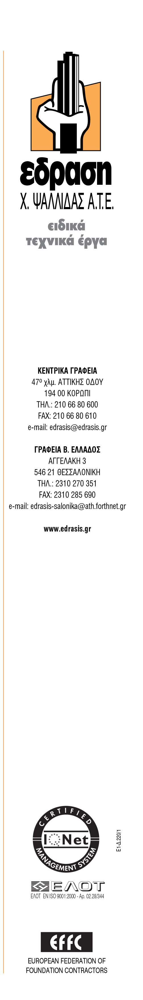 εδραση
Χ. ΨΑΛΛΙΔΑΣ Α.Τ.Ε.
ειδικά
τεχνικά έργα
ΚΕΝΤΡΙΚΑ ΓΡΑΦΕΙΑ
47º χλμ. ΑΤΤΙΚΗΣ ΟΔΟΥ
194 00 ΚΟΡΩΠΙ
ΤΗΛ.: 210 66 80 600
FAX: 210 66 80 610
e-mail: edrasis@edrasis.gr
ΓΡΑΦΕΙΑ Β. ΕΛΛΑΔΟΣ
ΑΓΓΕΛΑΚΗ 3
546 21 ΘΕΣΣΑΛΟΝΙΚΗ
ΤΗΛ.: 2310 270 351
FAX: 2310 285 690
e-mail: edrasis-salonika@ath.forthnet.gr
www.edrasis.gr
CERTIFIED
IQNet
MANAGEMENT SYSTEM
Ε1-Δ.220/1
ΕΛΟΤ
ΕΛΟΤ EN ISO 9001:2000 - Αρ. 02.28/344
EFFC
EUROPEAN FEDERATION OF
FOUNDATION CONTRACTORS